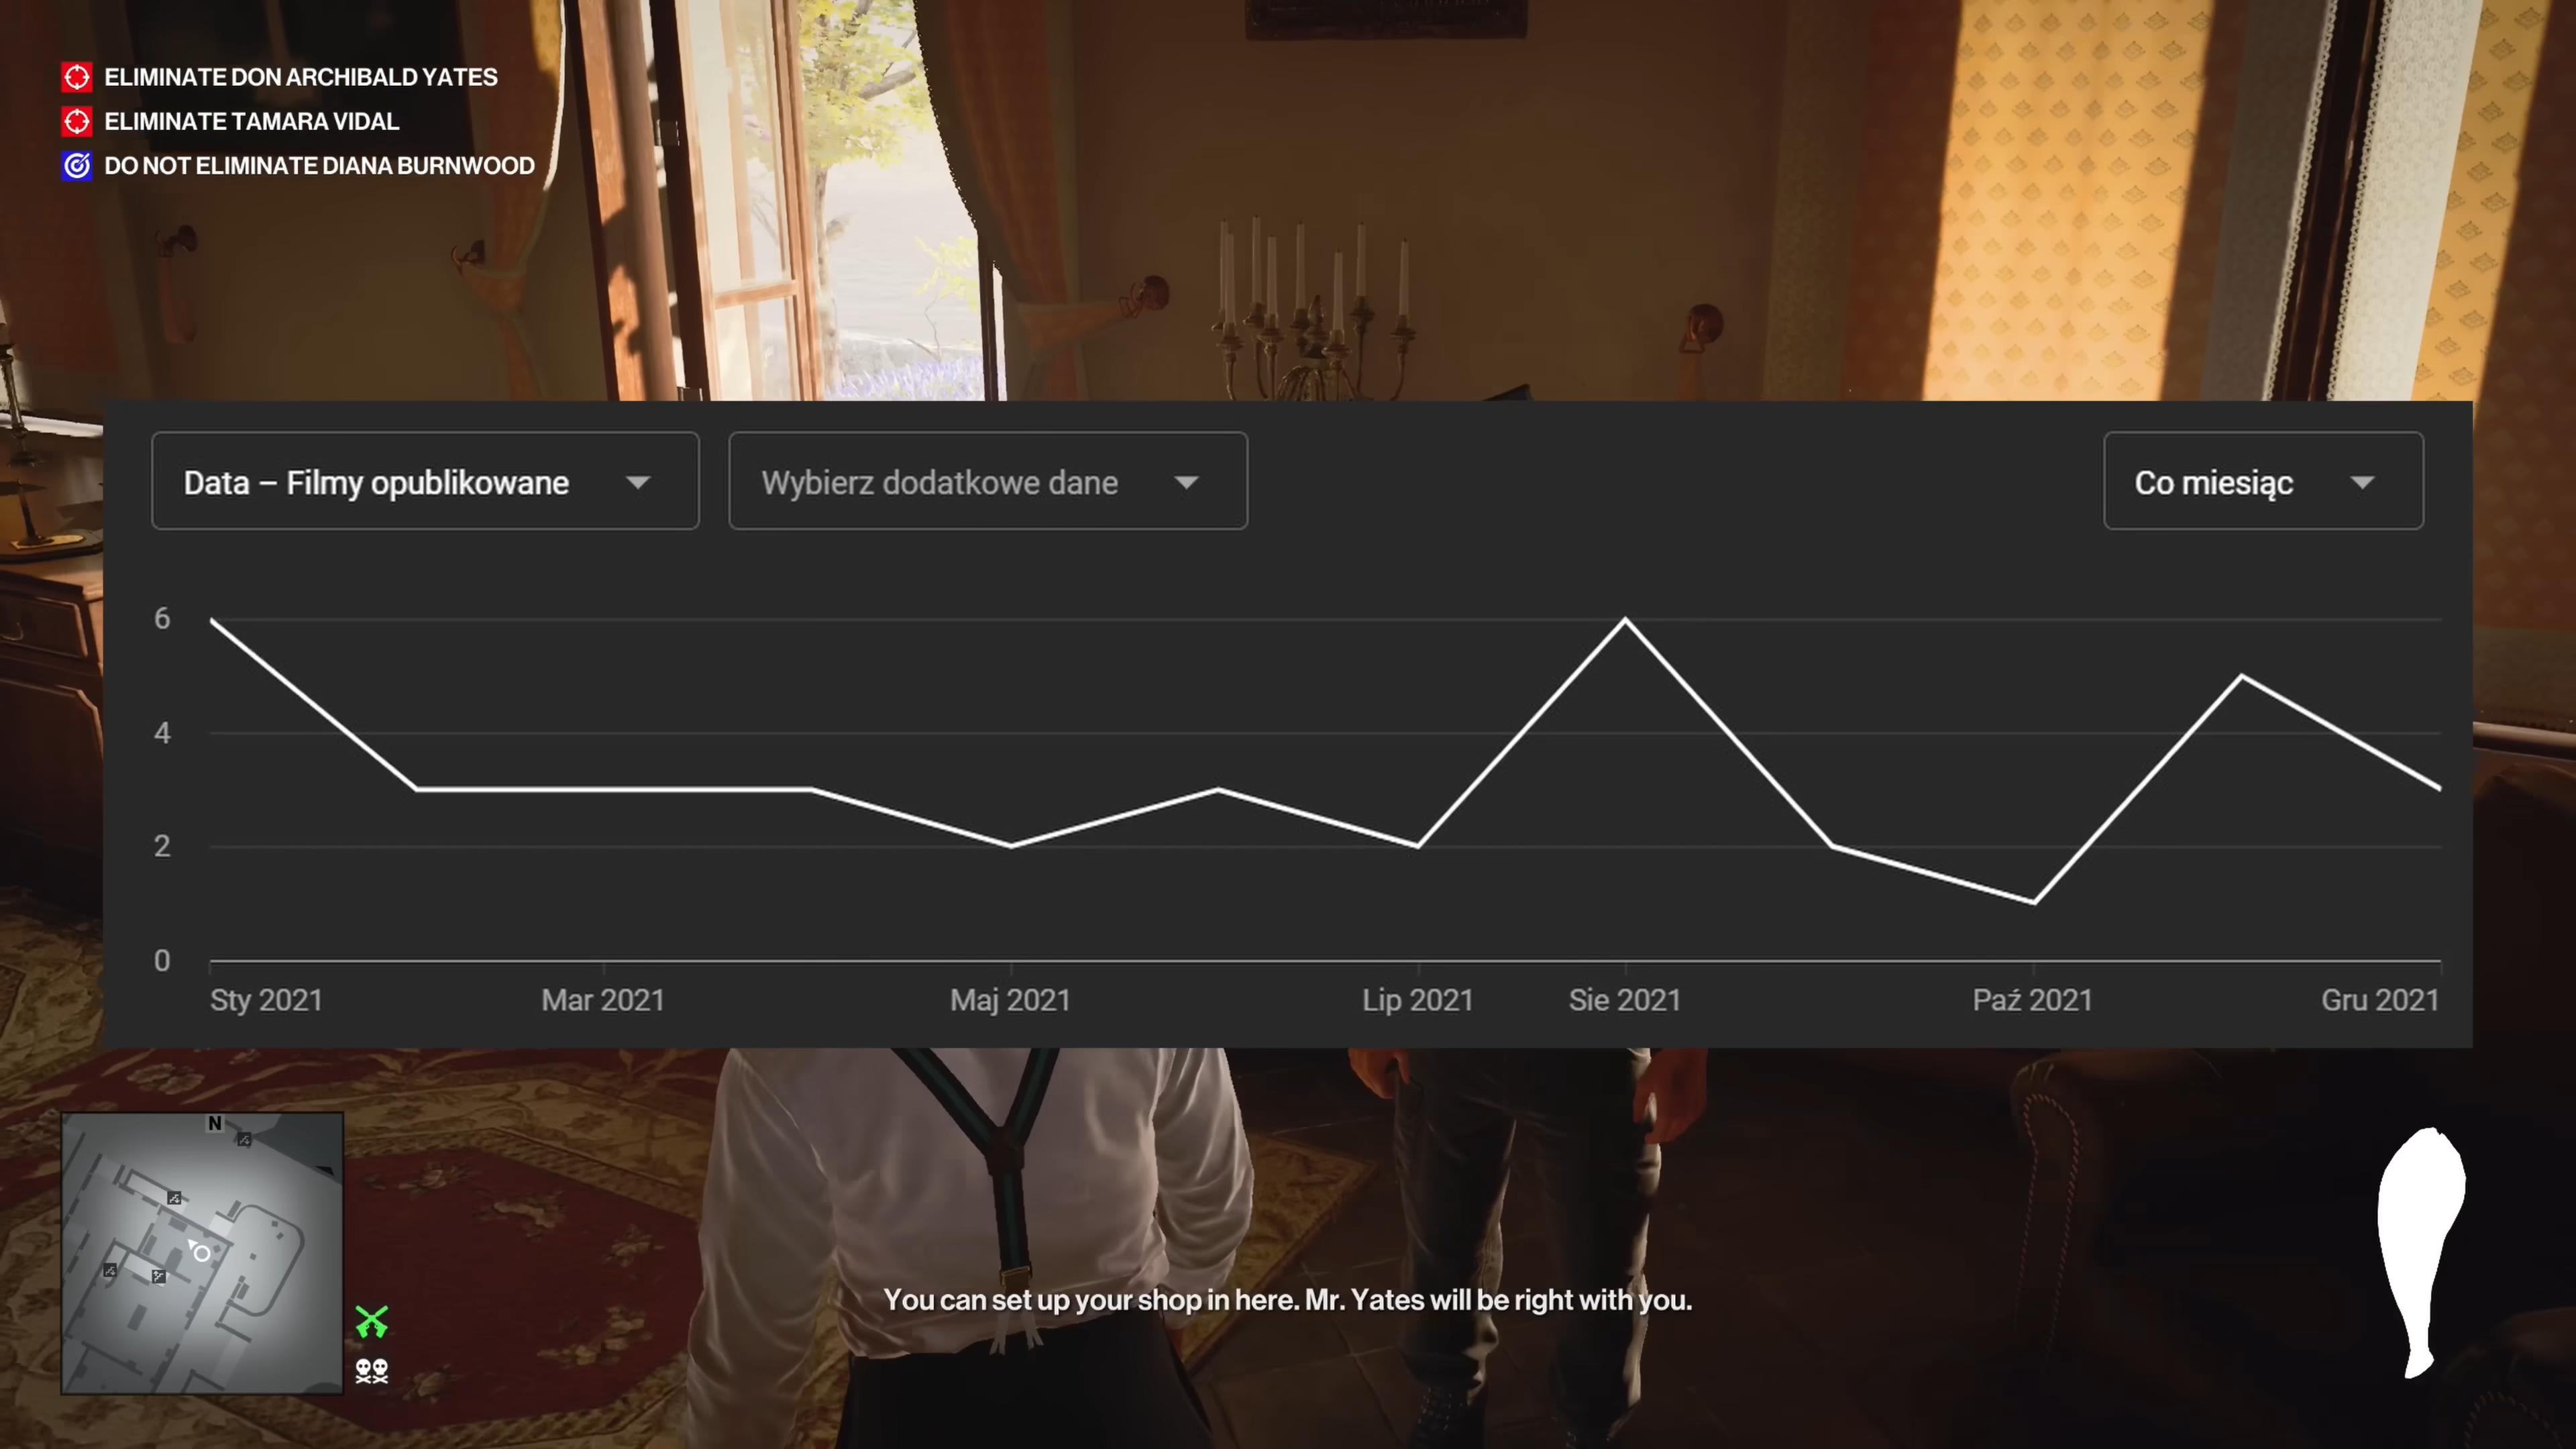 ELIMINATE DON ARCHIBALD YATES
ELIMINATE TAMARA VIDAL
DO NOT ELIMINATE DIANA BURNWOOD
Data – Filmy opublikowane
Wybierz dodatkowe dane
Co miesiąc
6
4
2
0
Sty 2021
Mar 2021
Maj 2021
Lip 2021
Sie 2021
Paź 2021
Gru 2021
N
You can set up your shop in here. Mr. Yates will be right with you.